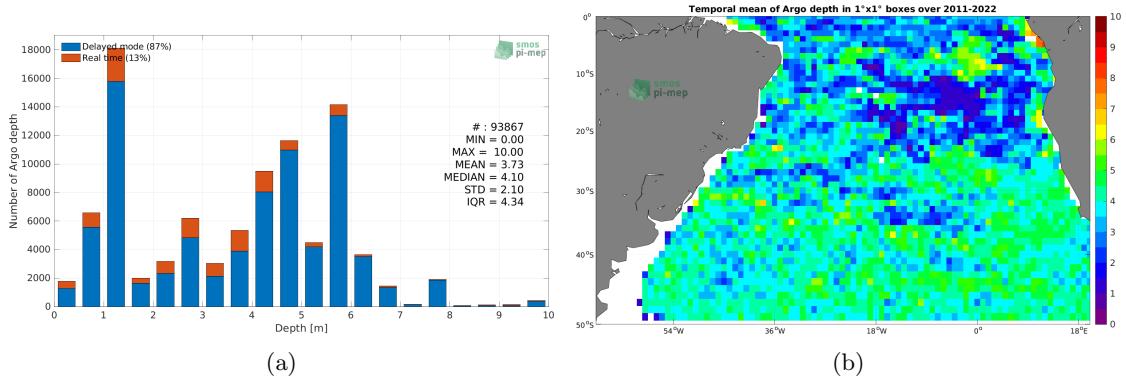 Delayed mode (87%)
Real time (13%)
smos
pi-mep
18000
16000
14000
12000
10000
8000
6000
4000
2000
0
Number of Argo depth
# : 93867
MIN = 0.00
MAX = 10.00
MEAN = 3.73
MEDIAN = 4.10
STD = 2.10
IQR = 4.34
0 1 2 3 4 5 6 7 8 9 10
Depth [m]
(a)
Temporal mean of Argo depth in 1°x1° boxes over 2011-2022
smos
pi-mep
0°
10°S
20°S
30°S
40°S
50°S
54°W 36°W 18°W 0° 18°E
10
9
8
7
6
5
4
3
2
1
0
(b)